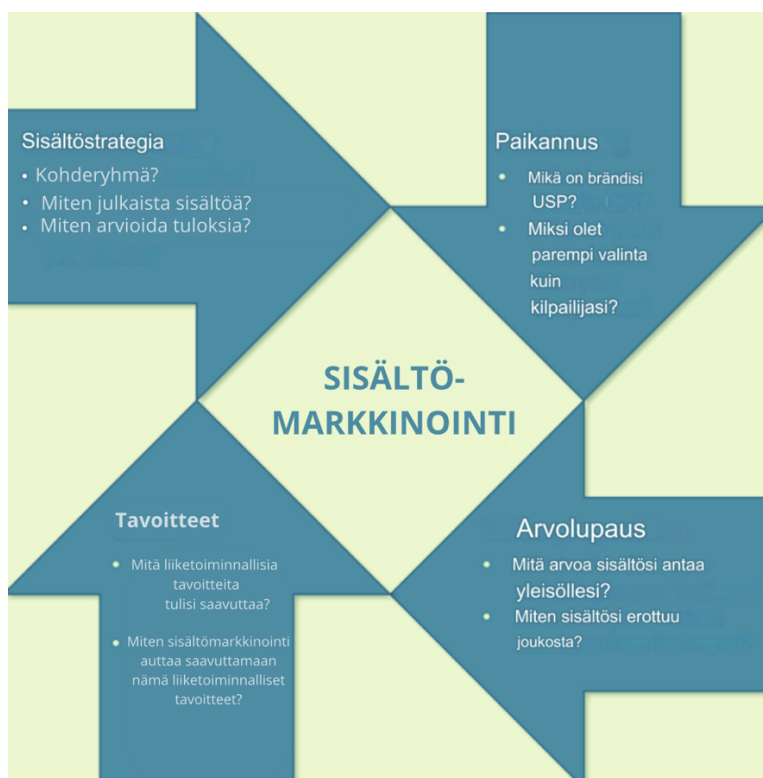 Sisältöstrategia
• Kohderyhmä?
• Miten julkaista sisältöä?
• Miten arvioida tuloksia?
Paikannus
• Mikä on brändisi
USP?
• Miksi olet
parempi valinta
kuin
kilpailijasi?
SISÄLTÖ-
MARKKINOINTI
Tavoitteet
• Mitä liiketoiminnallisia
tavoitteita
tulisi saavuttaa?
• Miten sisältömarkkinointi
auttaa saavuttamaan
nämä liiketoiminnalliset
tavoitteet?
Arvolupaus
• Mitä arvoa sisältösi antaa
yleisöllesi?
• Miten sisältösi erottuu
joukosta?